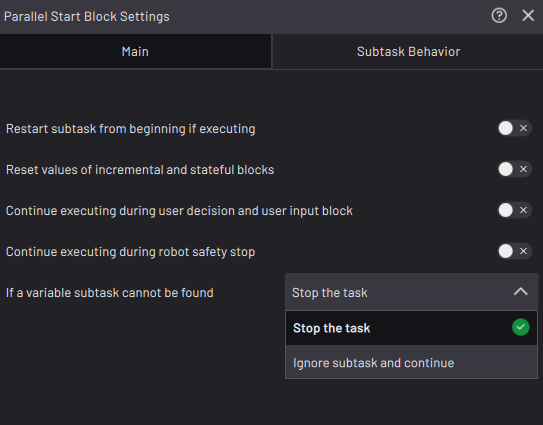 Parallel Start Block Settings
Main
Subtask Behavior
Restart subtask from beginning if executing
Reset values of incremental and stateful blocks
Continue executing during user decision and user input block
Continue executing during robot safety stop
If a variable subtask cannot be found
Stop the task
Stop the task
Ignore subtask and continue